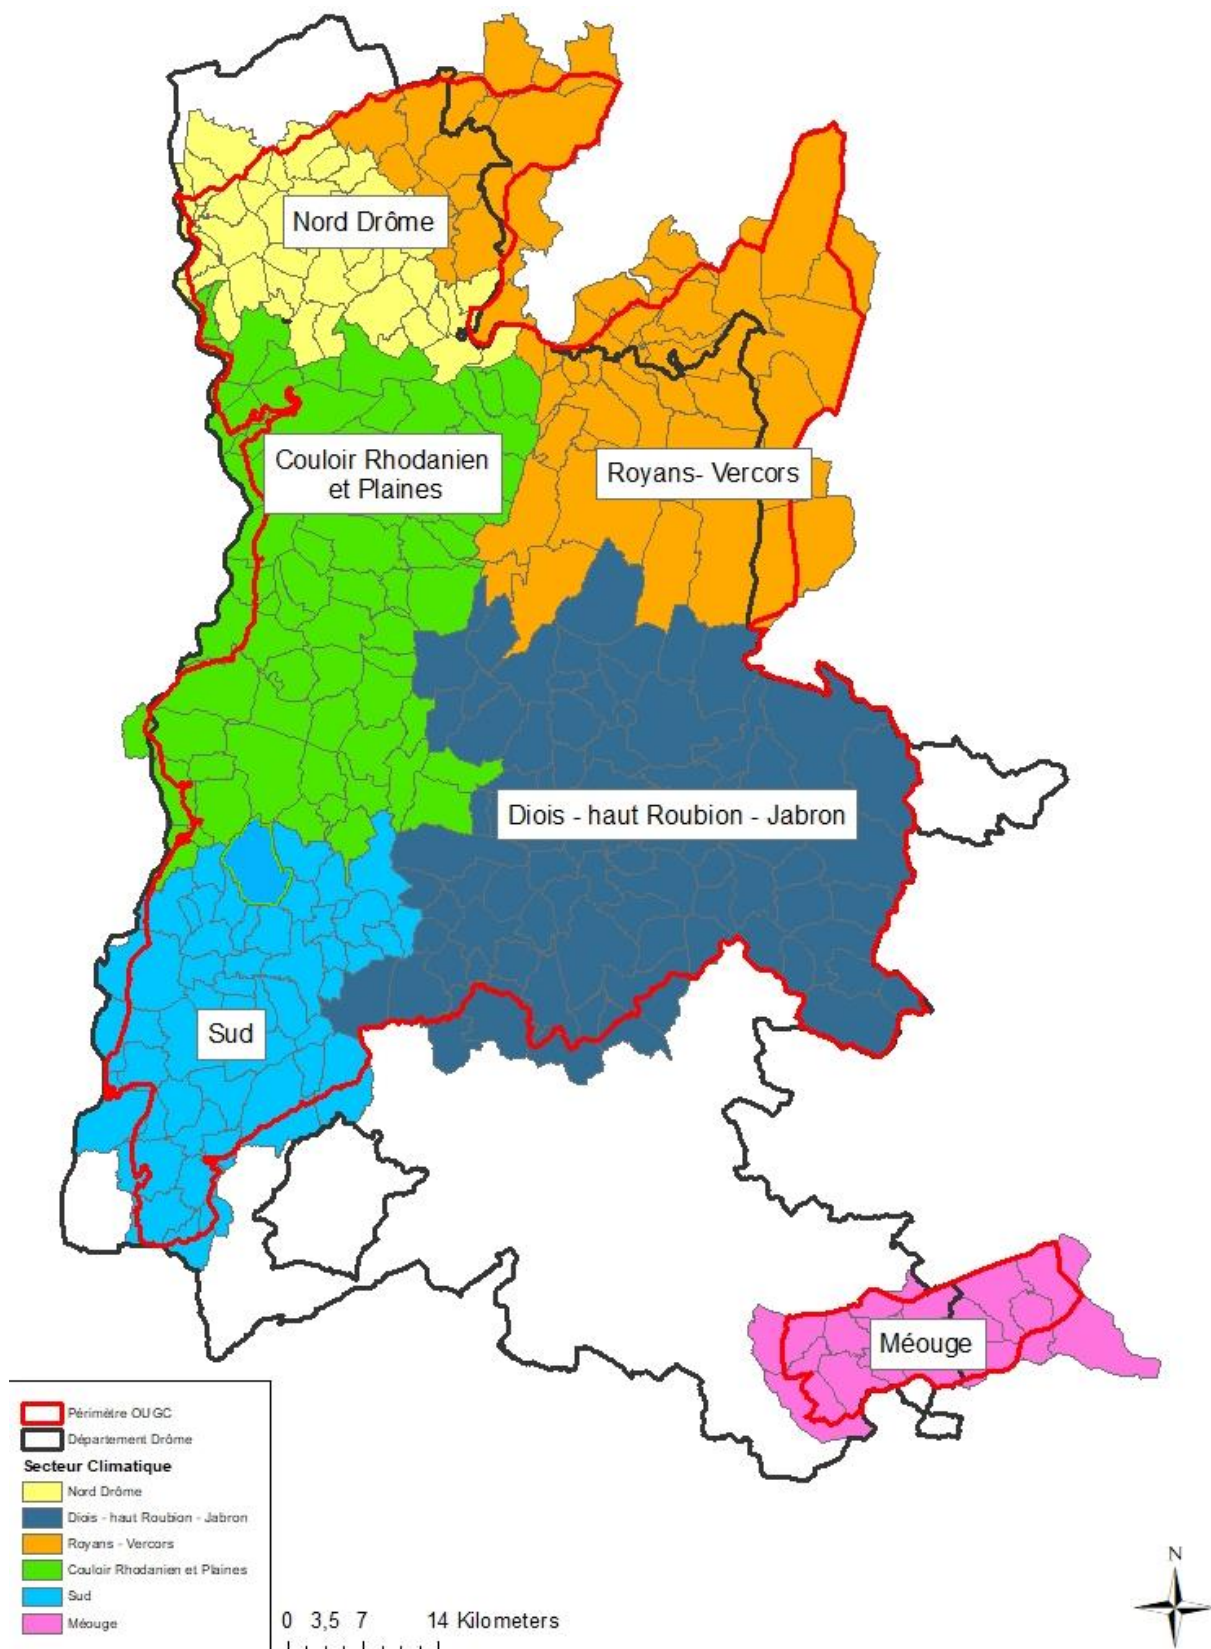 Nord Drôme
Couloir Rhodanien
et Plaines
Royans- Vercors
Diois - haut Roubion - Jabron
Sud
Méouge
Périmètre OUGC
Département Drôme
Secteur Climatique
Nord Drôme
Diois - haut Roubion - Jabron
Royans - Vercors
Couloir Rhodanien et Plaines
Sud
Méouge
0 3,5 7 14 Kilometers
N